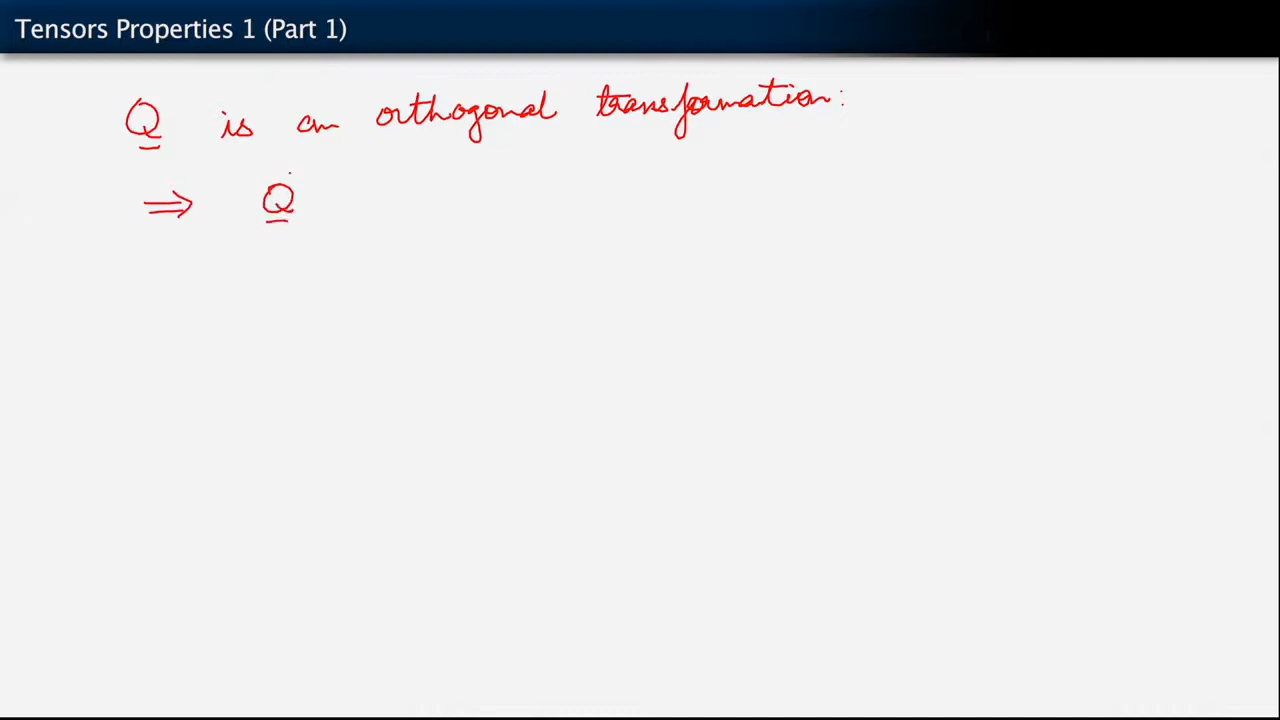 Tensors Properties 1 (Part 1)
Q is an orthogonal transformation:
⇒ Q